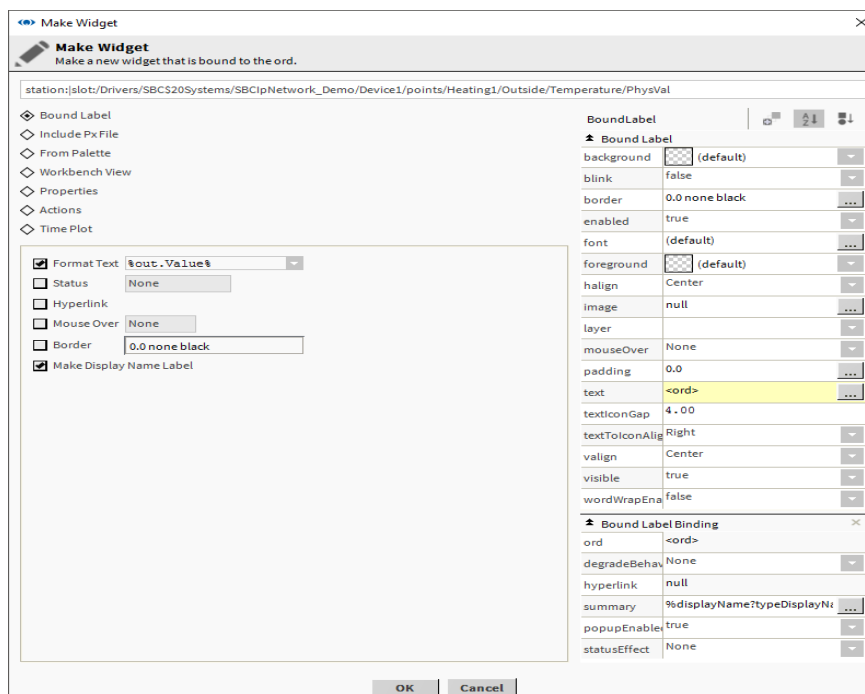 Make Widget
Make Widget
Make a new widget that is bound to the ord.
station:|slot:/Drivers/SBC$20Systems/SBCIpNetwork_Demo/Device1/points/Heating1/Outside/Temperature/PhysVal
Bound Label
Include Px File
From Palette
Workbench View
Properties
Actions
Time Plot
Format Text %out.Value%
Status None
Hyperlink
Mouse Over None
Border 0.0 none black
Make Display Name Label
BoundLabel
Bound Label
background (default)
blink false
border 0.0 none black ...
enabled true
font (default) ...
foreground (default)
halign Center
image null ...
layer
mouseOver None
padding 0.0 ...
text <ord> ...
textIconGap 4.00
textToIconAlig Right
valign Center
visible true
wordWrapEna false
Bound Label Binding
ord <ord>
degradeBehav None
hyperlink null
summary %displayName?typeDisplayNa ...
popupEnabled true
statusEffect None
OK Cancel